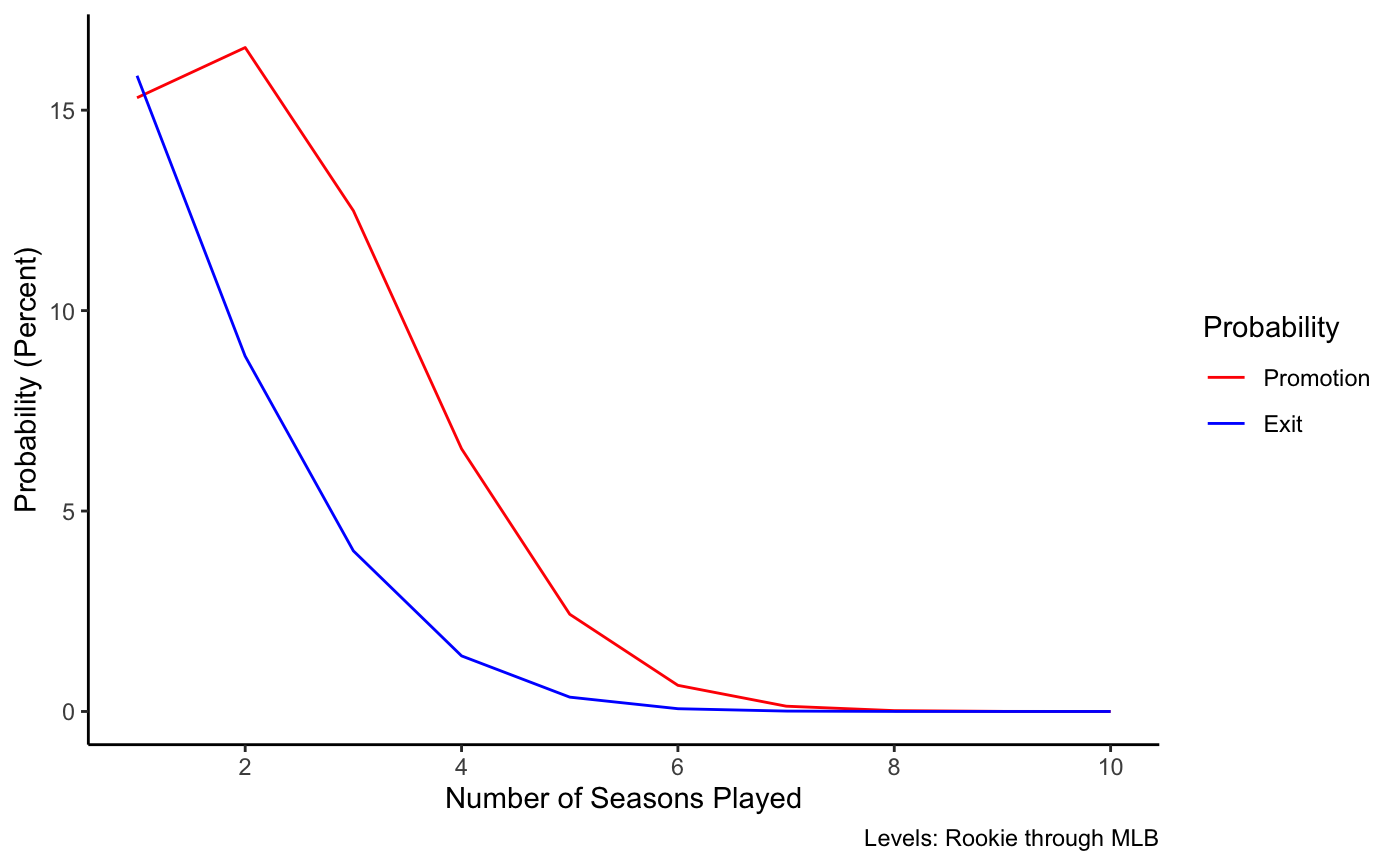 Probability (Percent)
15
10
5
0
2 4 6 8 10
Number of Seasons Played
Levels: Rookie through MLB
Probability
Promotion
Exit